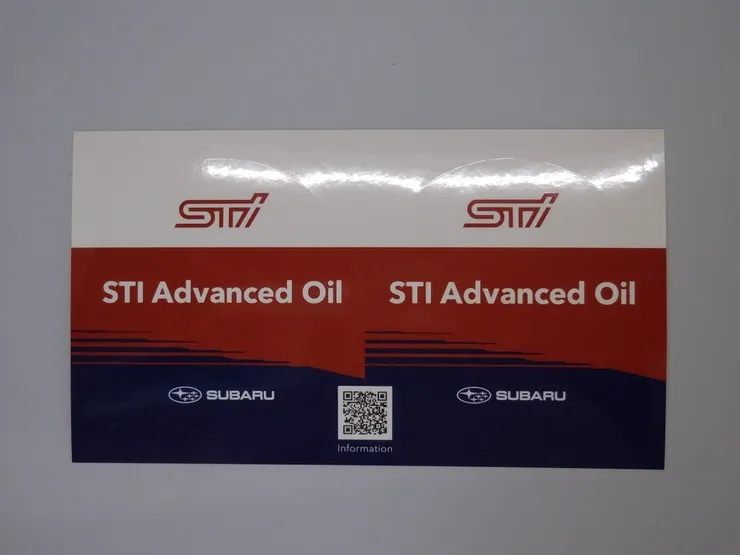 STI STI
STI Advanced Oil STI Advanced Oil
SUBARU SUBARU
Information